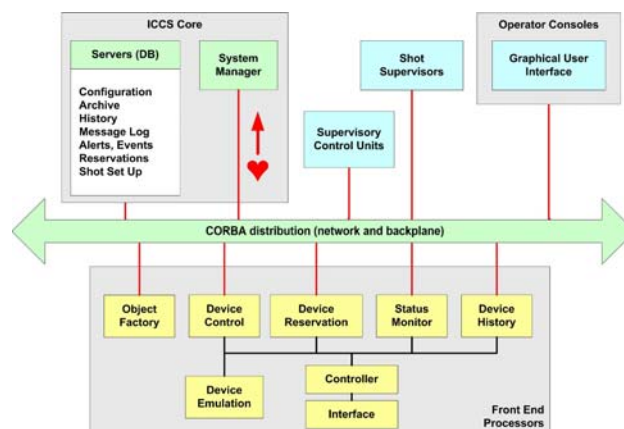 ICCS Core
Servers (DB)
Configuration
Archive
History
Message Log
Alerts, Events
Reservations
Shot Set Up
System
Manager
Supervisory
Control Units
Shot
Supervisors
Operator Consoles
Graphical User
Interface
CORBA distribution (network and backplane)
Object
Factory
Device
Control
Device
Reservation
Status
Monitor
Device
History
Device
Emulation
Controller
Interface
Front End
Processors